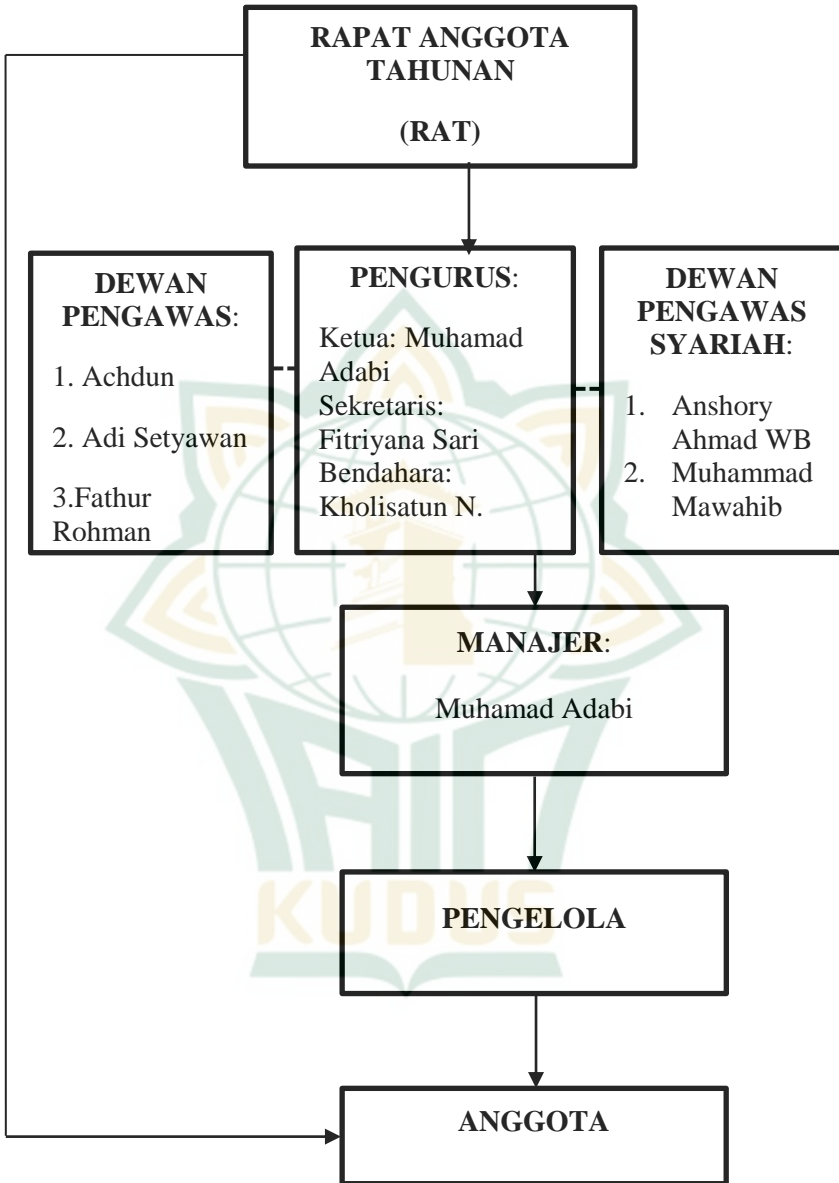 RAPAT ANGGOTA
TAHUNAN
(RAT)
DEWAN
PENGAWAS:
1. Achdun
2. Adi Setyawan
3.Fathur
Rohman
PENGURUS:
Ketua: Muhamad
Adabi
Sekretaris:
Fitriyana Sari
Bendahara:
Kholisatun N.
DEWAN
PENGAWAS
SYARIAH:
1. Anshory
Ahmad WB
2. Muhammad
Mawahib
MANAJER:
Muhamad Adabi
PENGELOLA
ANGGOTA
IAIN
KUDUS